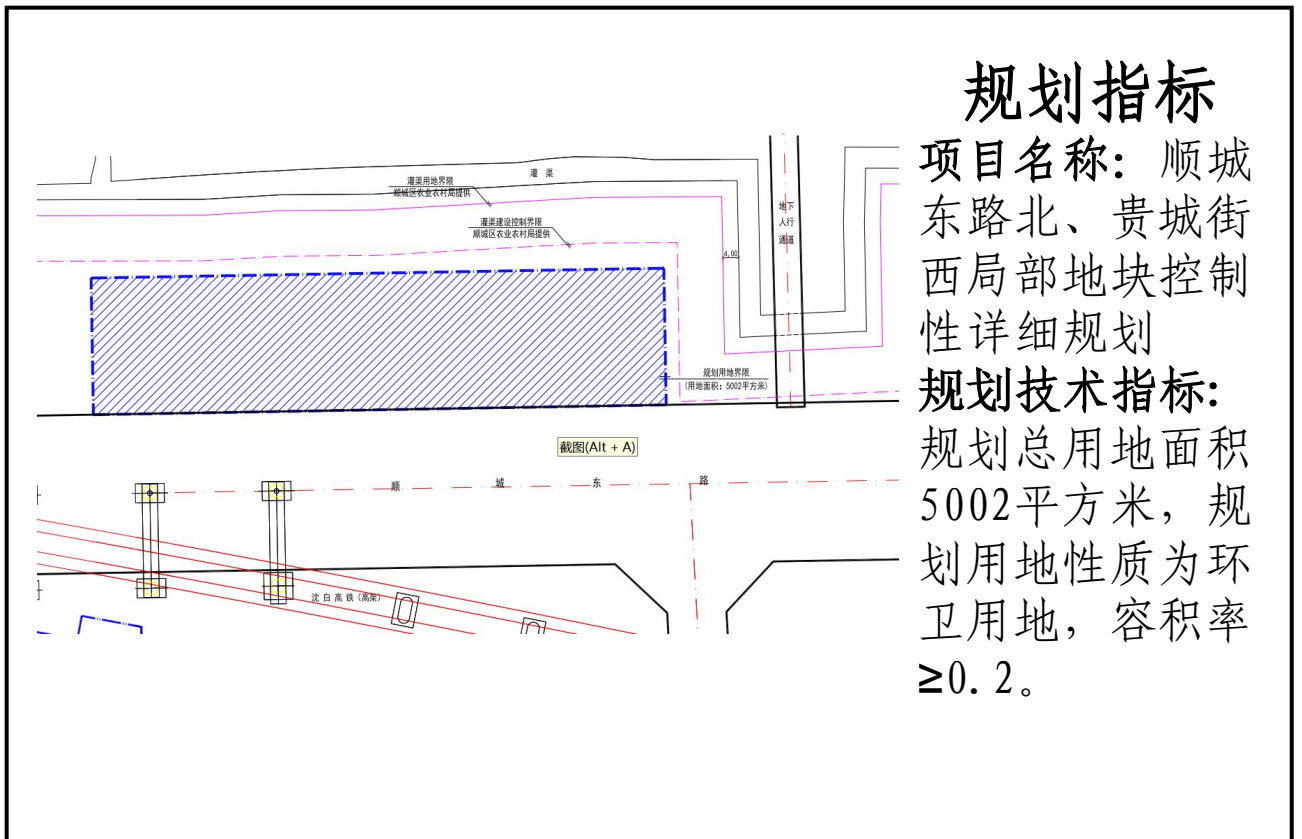 规划指标
项目名称：顺城
东路北、贵城街
西局部地块控制
性详细规划
规划技术指标：
规划总用地面积
5002平方米，规
划用地性质为环
卫用地，容积率
≥0.2。
灌渠用地界限
顺城区农业农村局提供
灌 渠
灌渠建设控制界限
顺城区农业农村局提供
地下
人行
通道
4.00
规划用地界限
(用地面积：5002平方米)
截图(Alt + A)
顺 城 东 路
沈白高铁(高架)